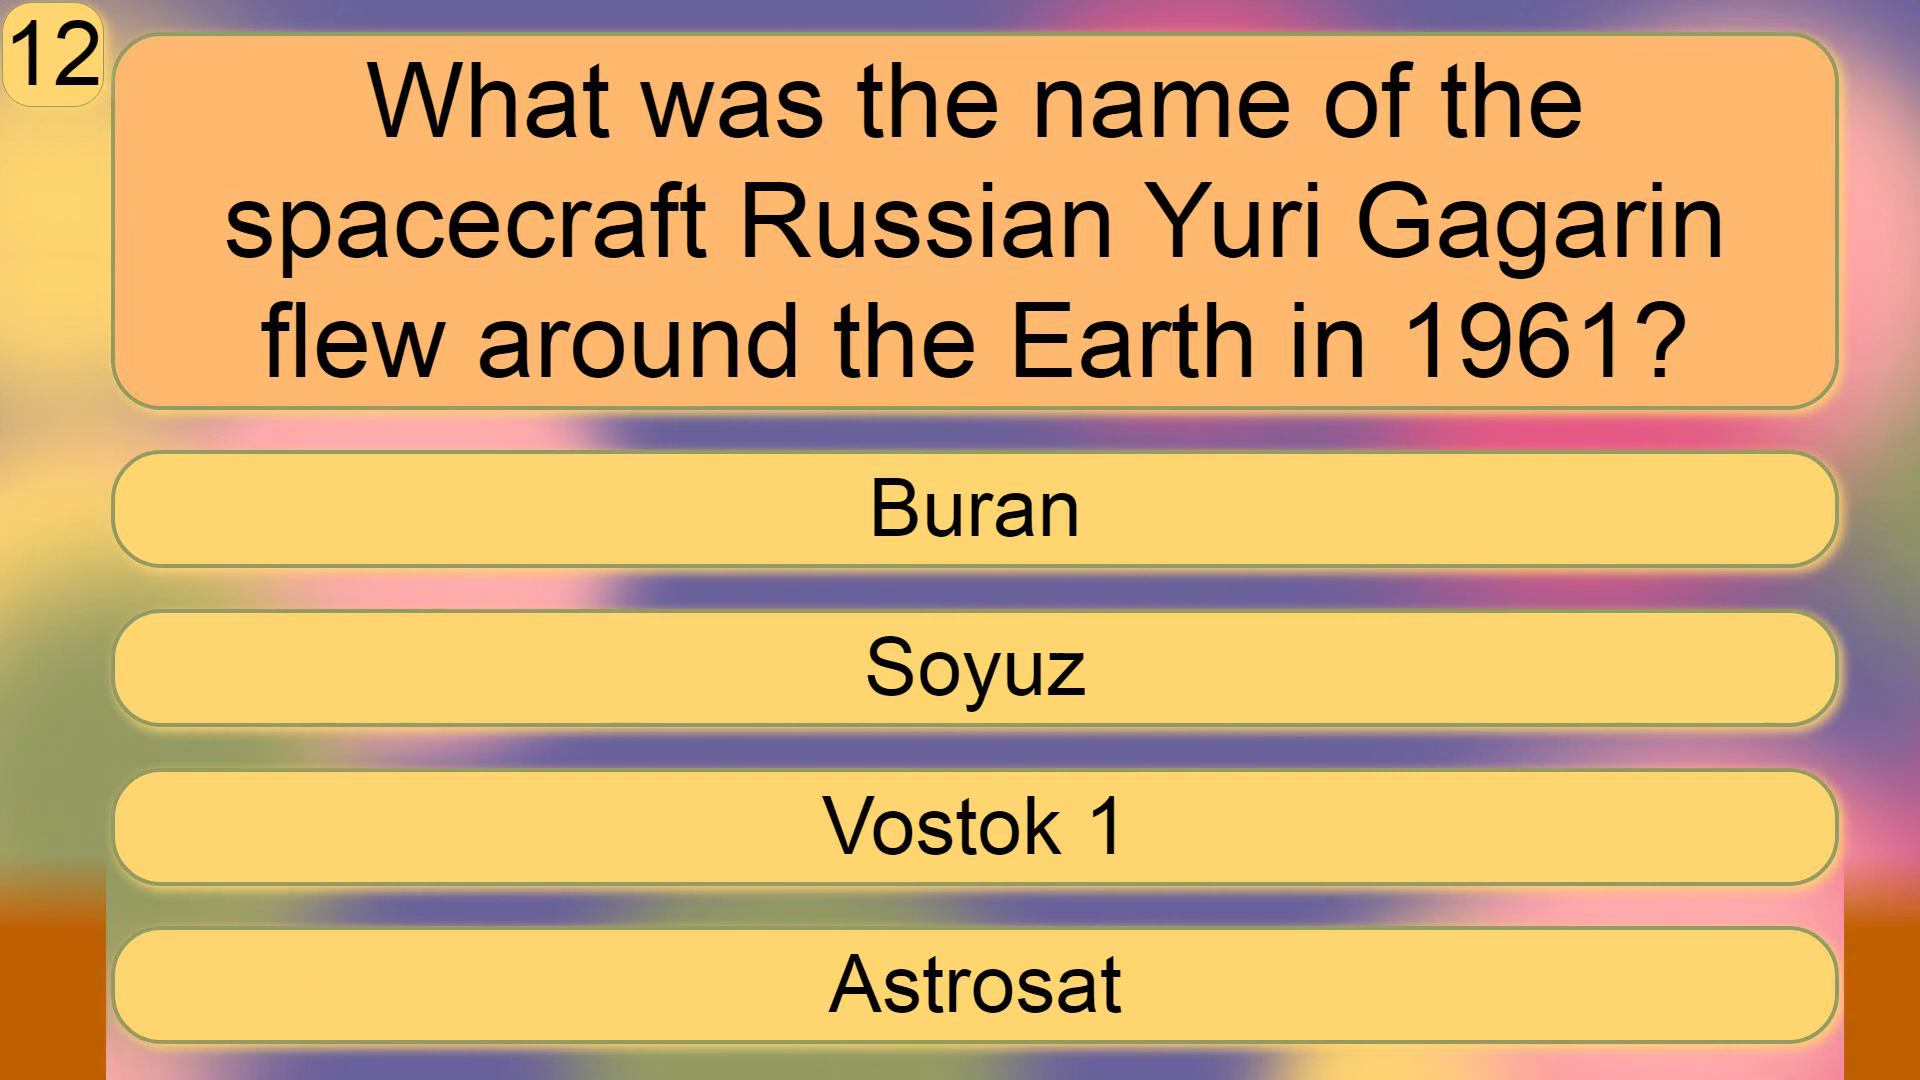 12
What was the name of the
spacecraft Russian Yuri Gagarin
flew around the Earth in 1961?
Buran
Soyuz
Vostok 1
Astrosat